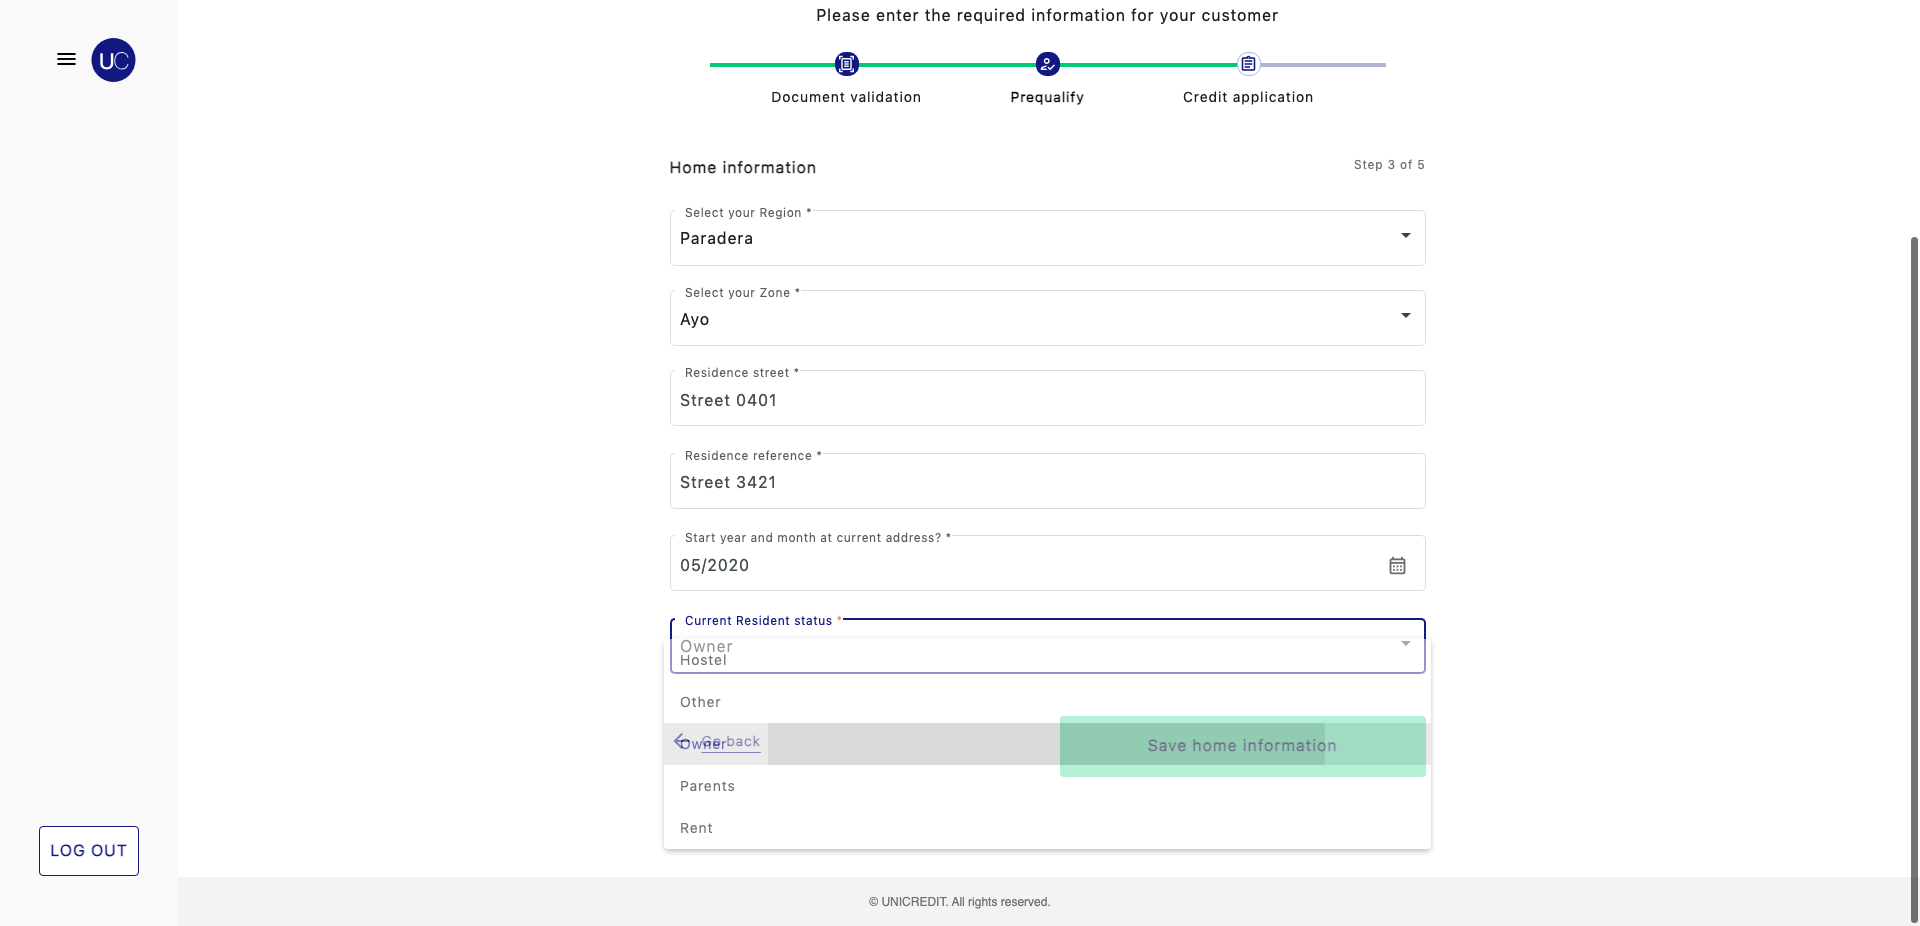 Please enter the required information for your customer
UC
Document validation
Prequalify
Credit application
Home information
Step 3 of 5
Select your Region *
Paradera
Select your Zone *
Ayo
Residence street *
Street 0401
Residence reference *
Street 3421
Start year and month at current address? *
05/2020
Current Resident status *
Owner
Hostel
Other
Owner
Go back
Save home information
Parents
Rent
LOG OUT
© UNICREDIT. All rights reserved.